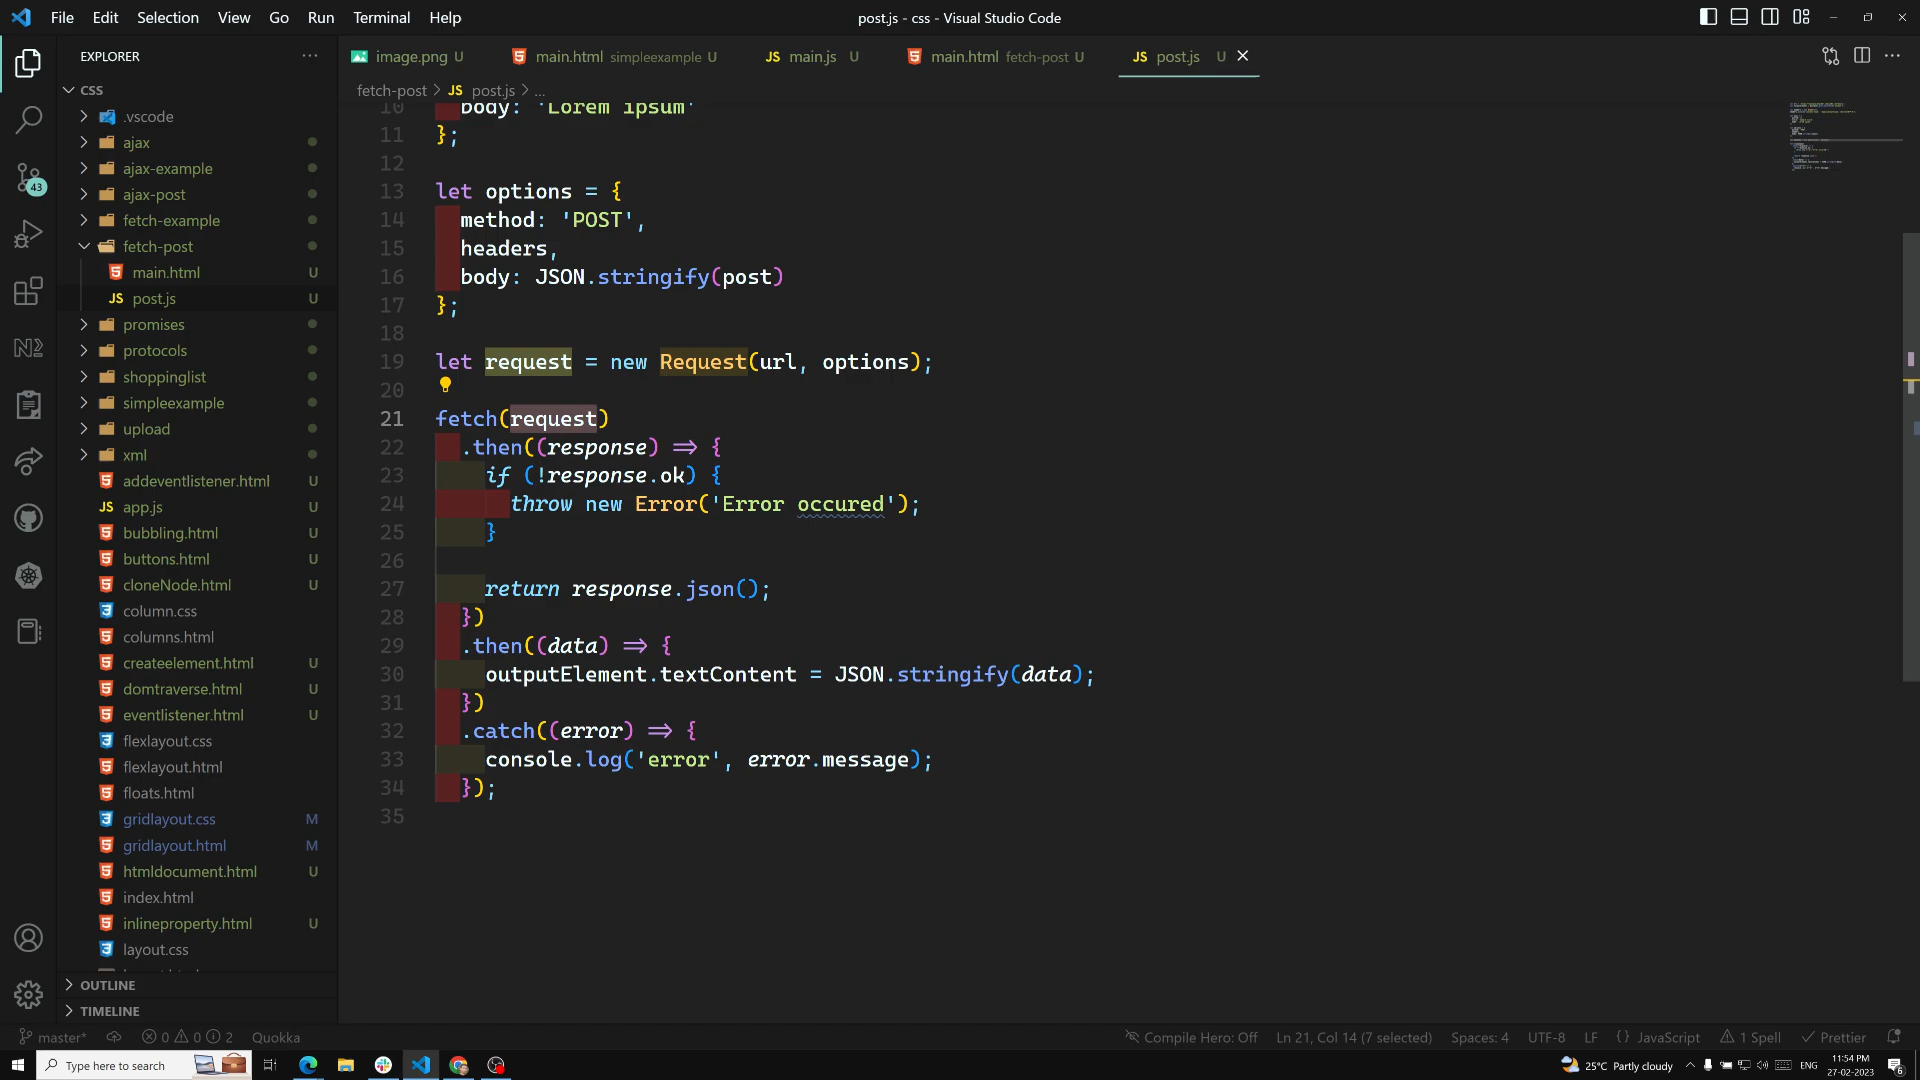 File Edit Selection View Go Run Terminal Help
post.js - css - Visual Studio Code
EXPLORER
image.png U
main.html simpleexample U
JS main.js U
main.html fetch-post U
JS post.js U
fetch-post > JS post.js > ...
CSS
.vscode
ajax
ajax-example
ajax-post
fetch-example
fetch-post
main.html U
JS post.js U
promises
protocols
shoppinglist
simpleexample
upload
xml
addeventlistener.html U
JS app.js U
bubbling.html U
buttons.html U
cloneNode.html U
column.css
columns.html
createelement.html U
domtraverse.html U
eventlistener.html U
flexlayout.css
flexlayout.html
floats.html
gridlayout.css M
gridlayout.html M
htmldocument.html U
index.html
inlineproperty.html U
layout.css
OUTLINE
TIMELINE
43
10 body: 'Lorem ipsum'
11 };
12
13 let options = {
14 method: 'POST',
15 headers,
16 body: JSON.stringify(post)
17 };
18
19 let request = new Request(url, options);
20
21 fetch(request)
22 .then((response) => {
23 if (!response.ok) {
24 throw new Error('Error occured');
25 }
26
27 return response.json();
28 })
29 .then((data) => {
30 outputElement.textContent = JSON.stringify(data);
31 })
32 .catch((error) => {
33 console.log('error', error.message);
34 });
35
master* 0 0 2 Quokka
Compile Hero: Off Ln 21, Col 14 (7 selected) Spaces: 4 UTF-8 LF {} JavaScript 1 Spell Prettier
Type here to search
25°C Partly cloudy ENG
11:54 PM
27-02-2023
6